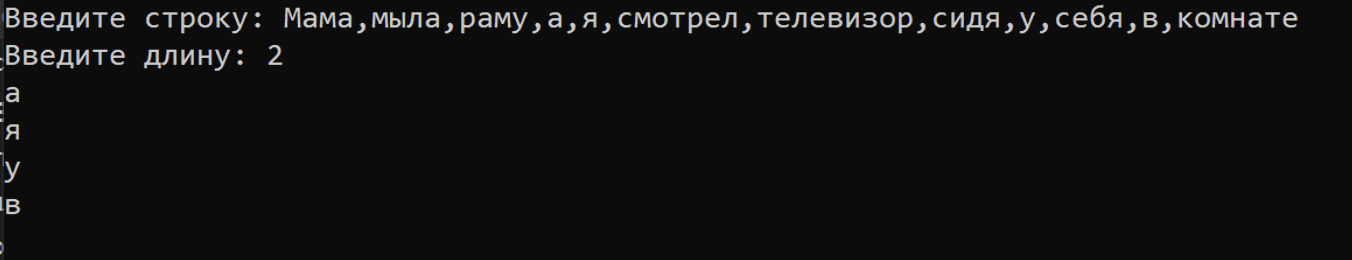 Введите строку: Мама,мыла,раму,а,я,смотрел,телевизор,сидя,у,себя,в,комнате
Введите длину: 2
а
я
у
в